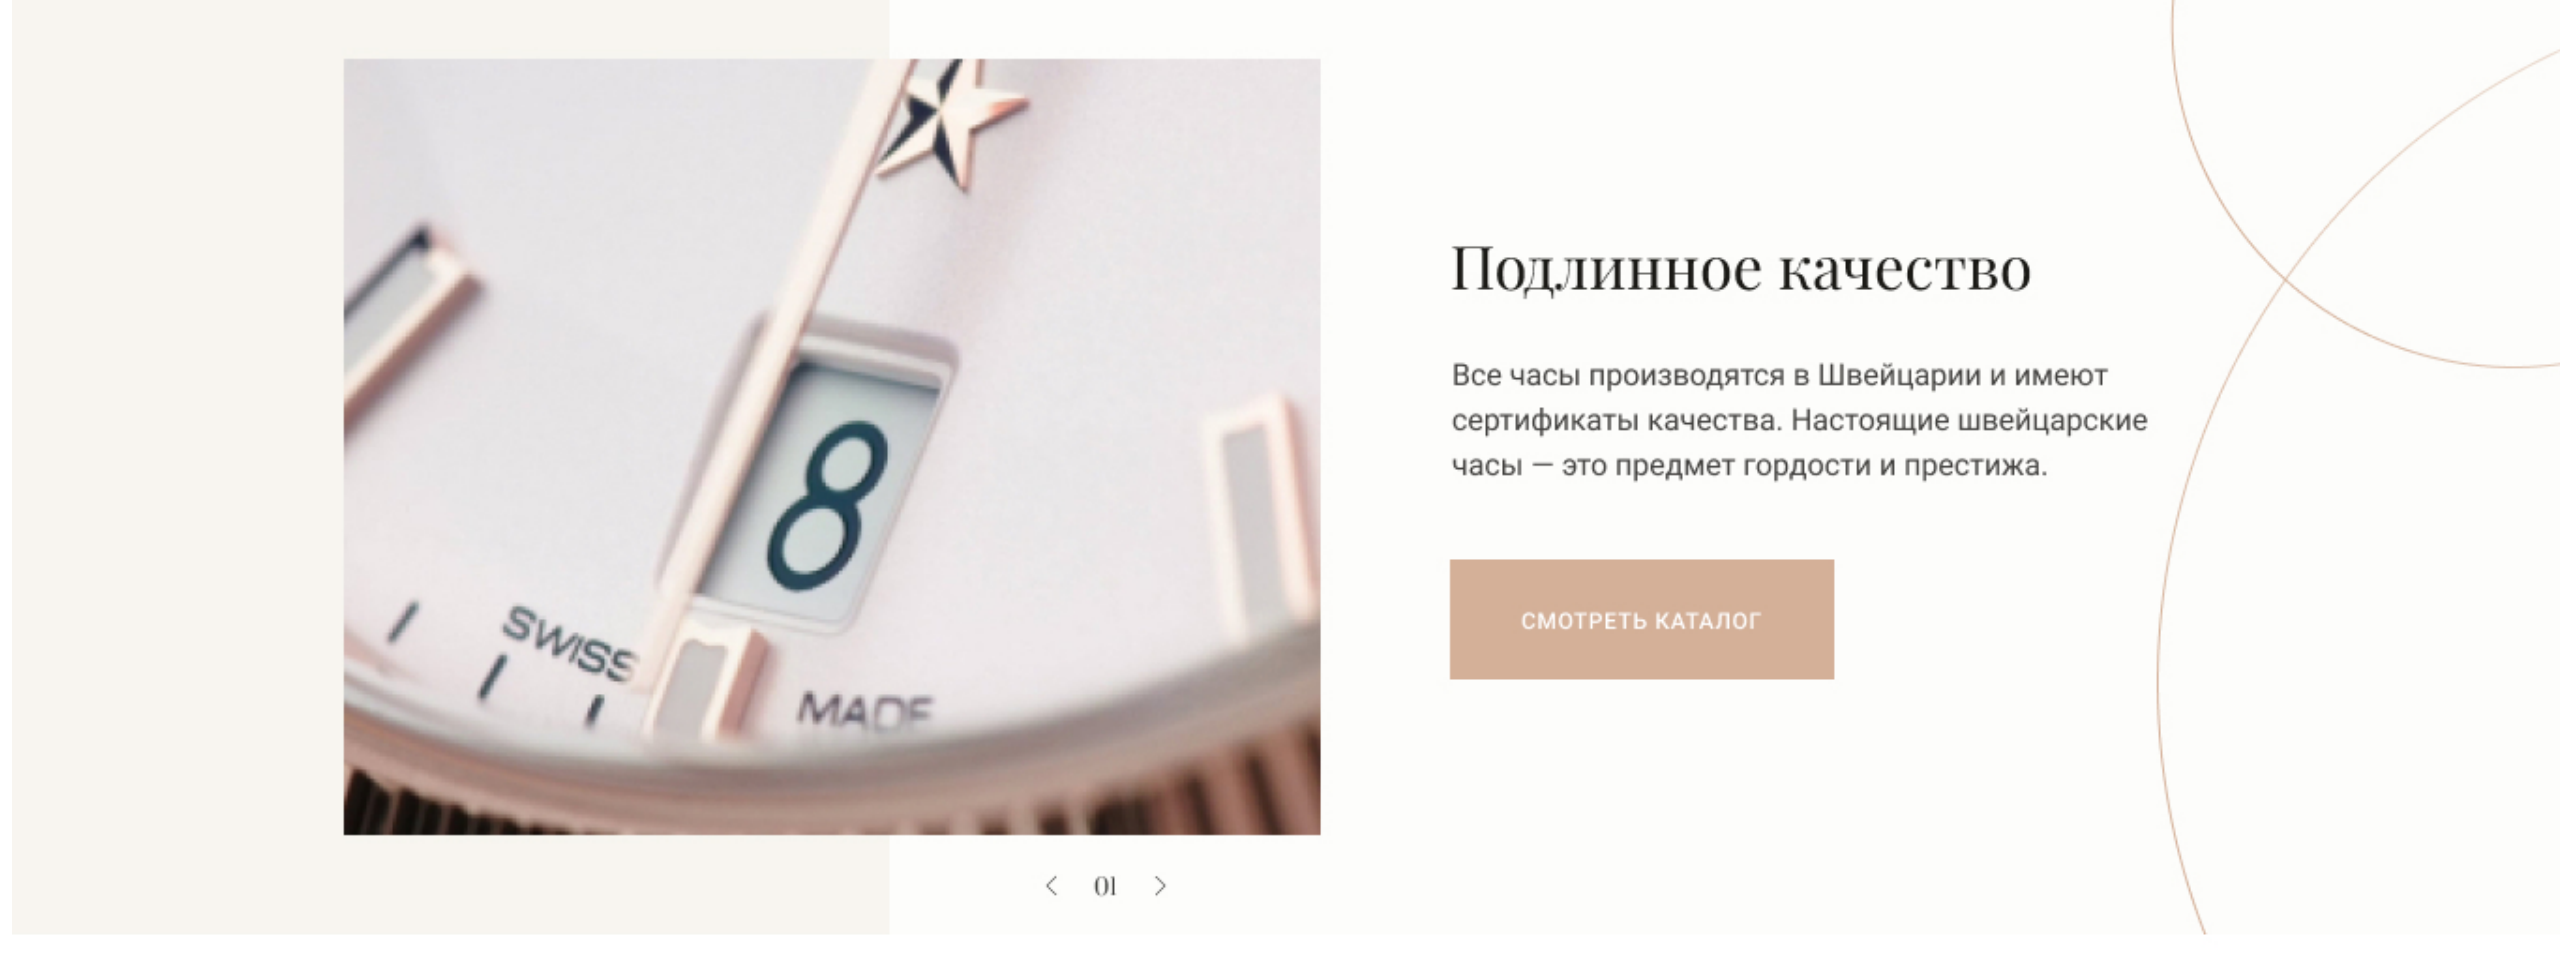 8
SWISS
MADE
Подлинное качество
Все часы производятся в Швейцарии и имеют
сертификаты качества. Настоящие швейцарские
часы — это предмет гордости и престижа.
СМОТРЕТЬ КАТАЛОГ
01